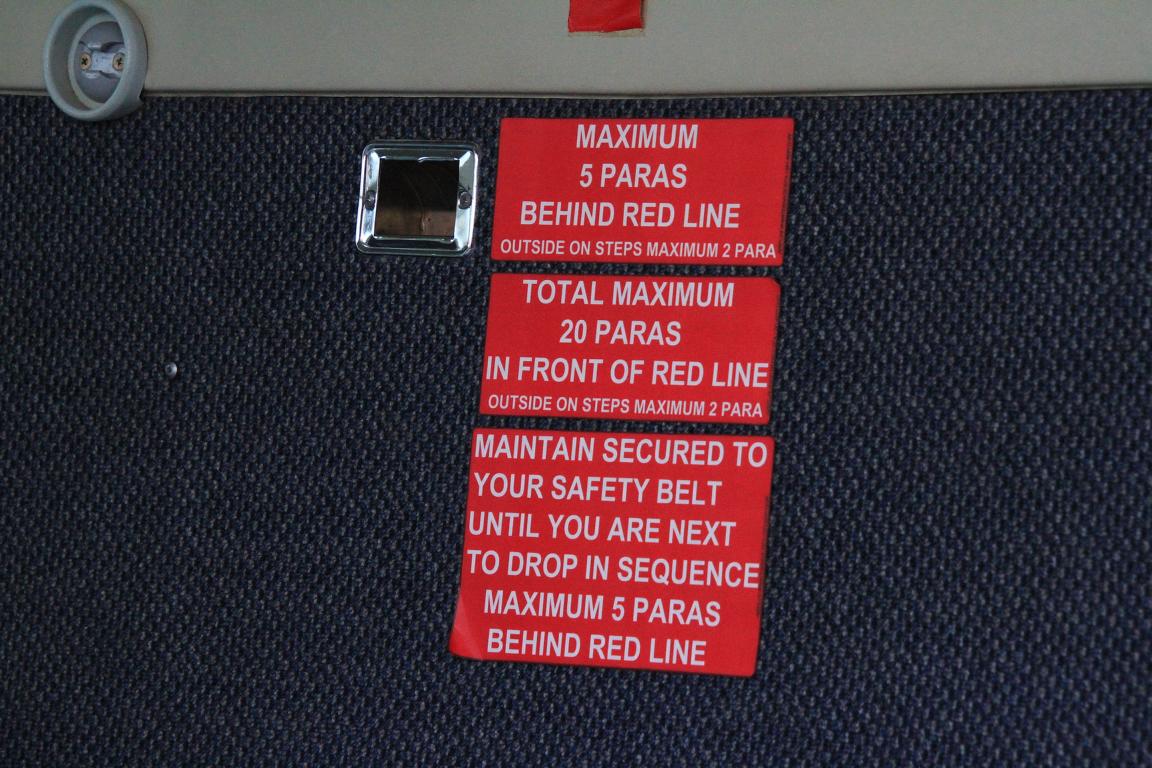 MAXIMUM
5 PARAS
BEHIND RED LINE
OUTSIDE ON STEPS MAXIMUM 2 PARA
TOTAL MAXIMUM
20 PARAS
IN FRONT OF RED LINE
OUTSIDE ON STEPS MAXIMUM 2 PARA
MAINTAIN SECURED TO
YOUR SAFETY BELT
UNTIL YOU ARE NEXT
TO DROP IN SEQUENCE
MAXIMUM 5 PARAS
BEHIND RED LINE